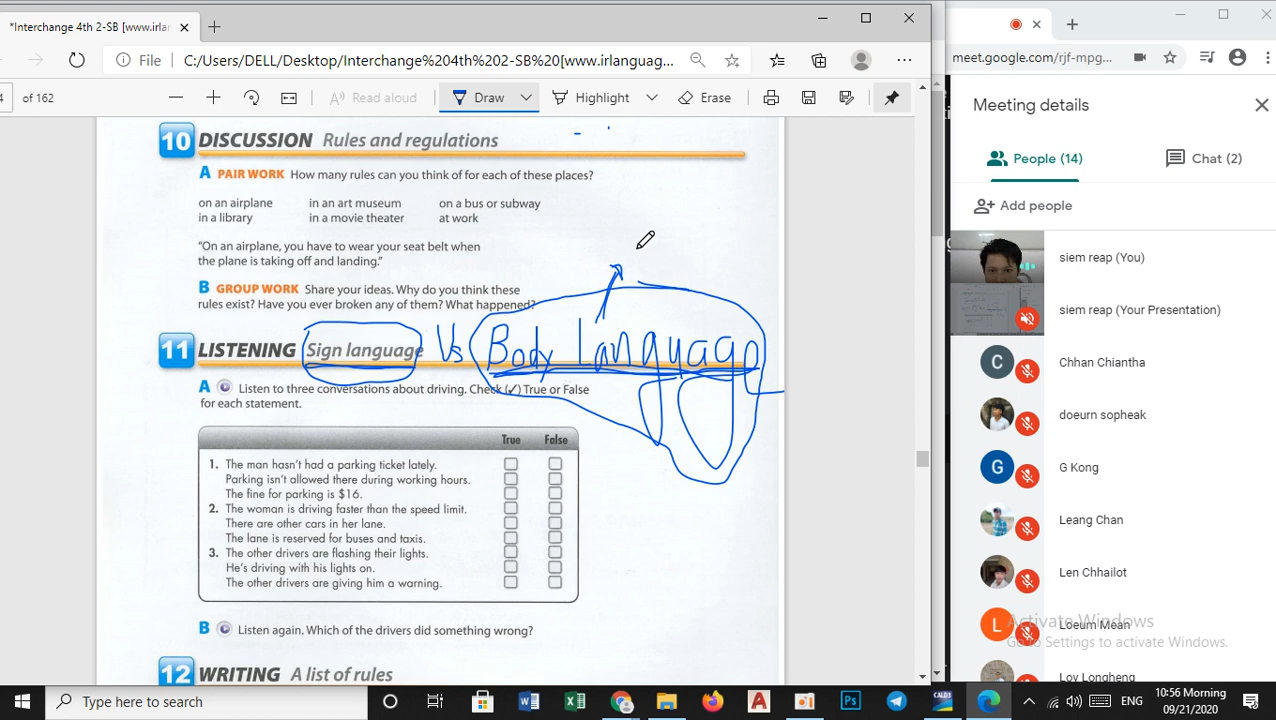 *Interchange 4th 2-SB [www.irlar
File
C:/Users/DELL/Desktop/Interchange%204th%202-SB%20[www.irlanguag...
meet.google.com/rjf-mpg...
4 of 162
Read aloud
Draw
Highlight
Erase
10 DISCUSSION Rules and regulations
A PAIR WORK How many rules can you think of for each of these places?
on an airplane in an art museum on a bus or subway
in a library in a movie theater at work
“On an airplane, you have to wear your seat belt when
the plane is taking off and landing.”
B GROUP WORK Share your ideas. Why do you think these
rules exist? Have you ever broken any of them? What happened?
11 LISTENING Sign language Vs Body Language
A Listen to three conversations about driving. Check (✓) True or False
for each statement.
True False
1. The man hasn't had a parking ticket lately.
Parking isn't allowed there during working hours.
The fine for parking is $16.
2. The woman is driving faster than the speed limit.
There are other cars in her lane.
The lane is reserved for buses and taxis.
3. The other drivers are flashing their lights.
He's driving with his lights on.
The other drivers are giving him a warning.
B Listen again. Which of the drivers did something wrong?
12 WRITING A list of rules
Meeting details
People (14)
Chat (2)
Add people
siem reap (You)
siem reap (Your Presentation)
C Chhan Chiantha
doeurn sopheak
G G Kong
Leang Chan
Len Chhailot
L Loeum Mean
Loy Longheng
Activate Windows
Go to Settings to activate Windows.
Type here to search
W
X
A
Ps
CALD3
ENG
10:56 Morning
09/21/2020